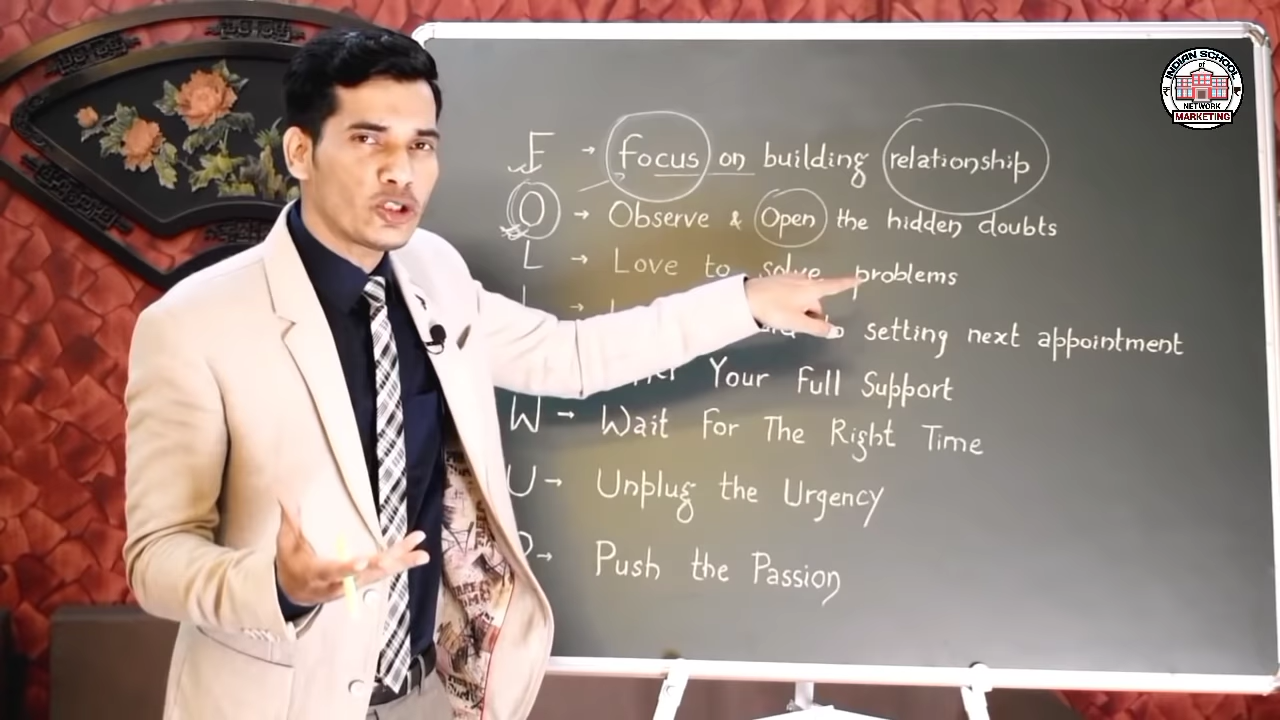 INDIAN SCHOOL
of
NETWORK
MARKETING
F → focus on building relationship
O → Observe & Open the hidden doubts
L → Love to solve problems
→ to setting next appointment
Your Full Support
W → Wait For The Right Time
U → Unplug the Urgency
→ Push the Passion